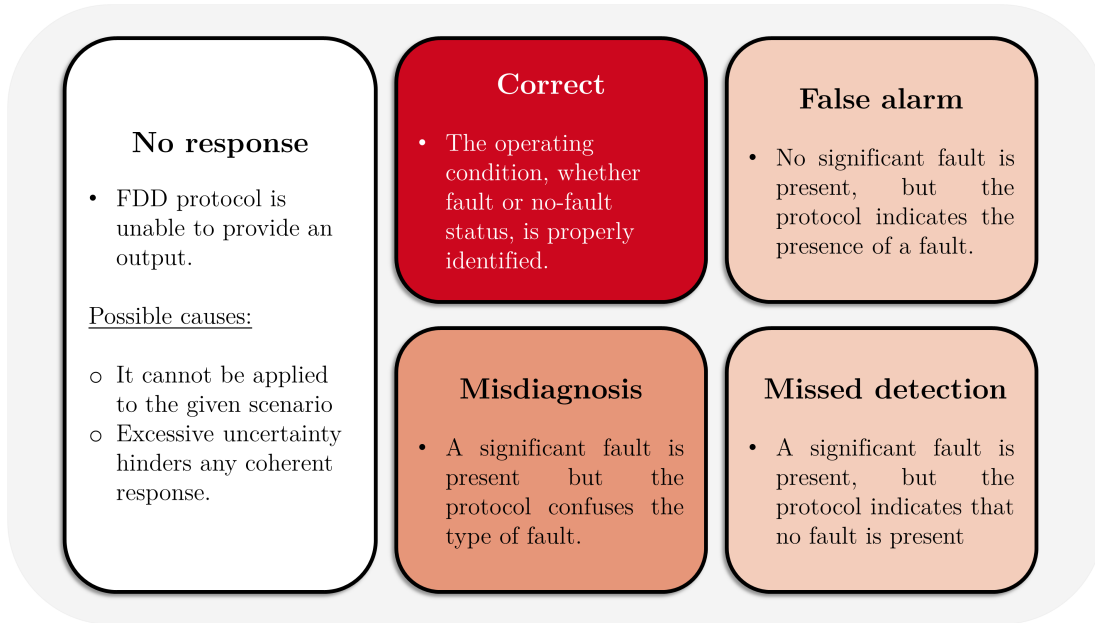 No response
• FDD protocol is
unable to provide an
output.
Possible causes:
o It cannot be applied
to the given scenario
o Excessive uncertainty
hinders any coherent
response.
Correct
• The operating
condition, whether
fault or no-fault
status, is properly
identified.
False alarm
• No significant fault is
present, but the
protocol indicates the
presence of a fault.
Misdiagnosis
• A significant fault is
present but the
protocol confuses the
type of fault.
Missed detection
• A significant fault is
present, but the
protocol indicates that
no fault is present